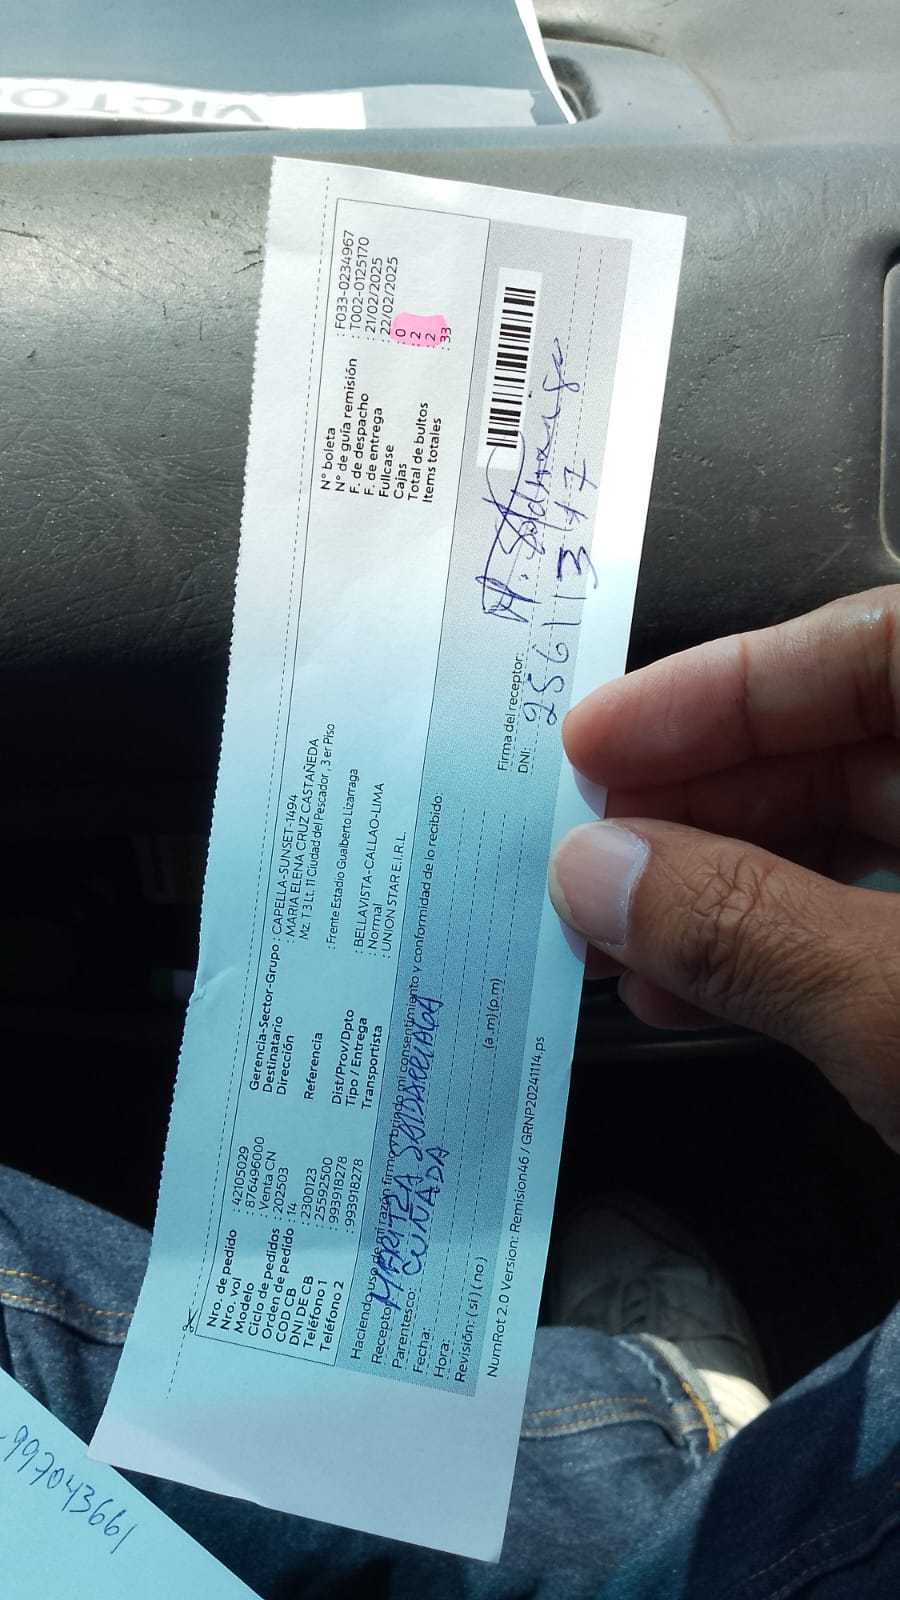 VICTO
Nro. de pedido : 42105029
Nro. vol : 876496000
Modelo Venta CN
Ciclo de pedidos : 202503
Orden de pedido : 14
COD CB : 2300123
DNI DE CB : 25592500
Teléfono 1 : 993918278
Teléfono 2 : 993918278
Gerencia-Sector-Grupo : CAPELLA-SUNSET-1494
Destinatario : MARIA ELENA CRUZ CASTAÑEDA
Dirección Mz. T 3 Lt. 11 Ciudad del Pescador , 3 er Piso
Referencia : Frente Estadio Gualberto Lizarraga
Dist/Prov/Dpto : BELLAVISTA-CALLAO-LIMA
Tipo / Entrega : Normal
Transportista : UNION STAR E.I.R.L.
N° boleta : F033-0234967
N° de guía remisión : T002-0125170
F. de despacho : 21/02/2025
F. de entrega : 22/02/2025
Fullcase : 0
Cajas : 2
Total de bultos : 2
Items totales : 33
Haciendo uso de mi razón firmo brindo mi consentimiento y conformidad de lo recibido:
Receptor: MERITZA
Parentesco: CUÑADA
Fecha:
Hora: (a .m) (p.m)
Revisión: ( si ) ( no )
Firma del receptor:
DNI: 25611347
NumRot 2.0 Version: Remision46 / GRNP20241114.ps
997043661